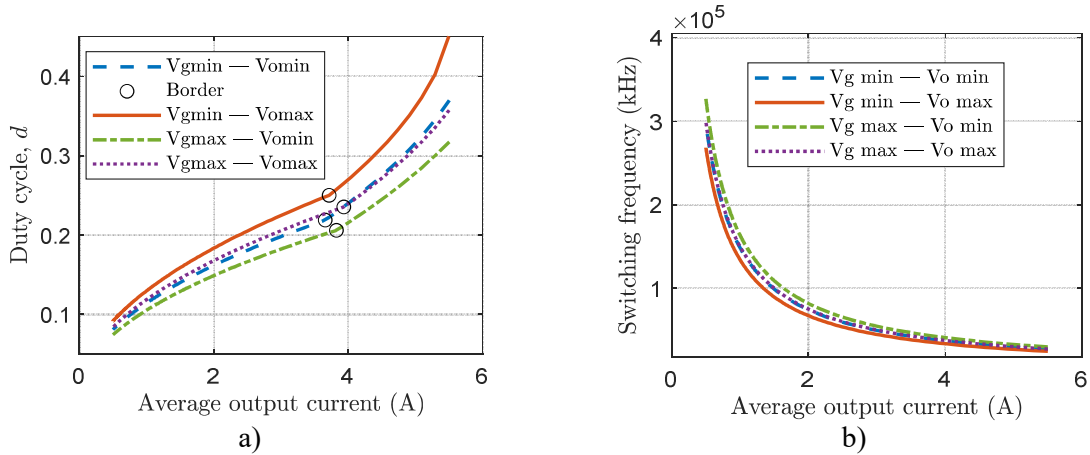 0.4
0.3
0.2
0.1
0
2
4
6
Duty cycle, d
Average output current (A)
Vgmin — Vomin
Border
Vgmin — Vomax
Vgmax — Vomin
Vgmax — Vomax
a)
×10⁵
4
3
2
1
0
2
4
6
Switching frequency (kHz)
Average output current (A)
Vg min — Vo min
Vg min — Vo max
Vg max — Vo min
Vg max — Vo max
b)